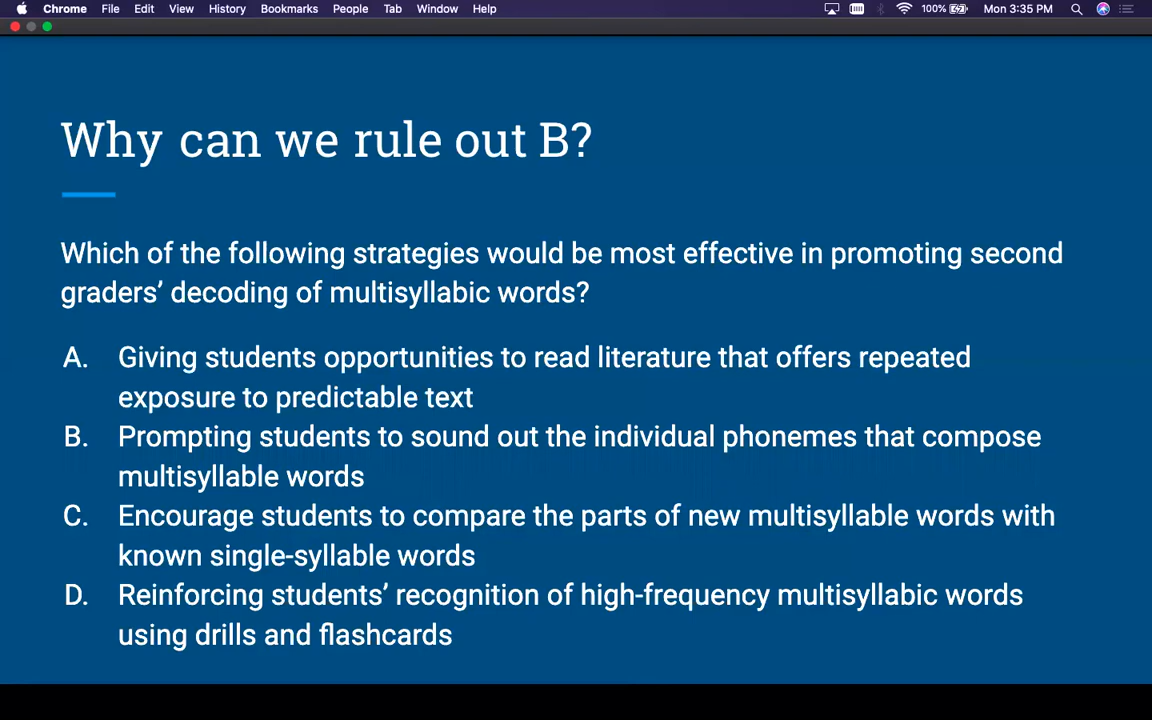 Chrome File Edit View History Bookmarks People Tab Window Help 100% Mon 3:35 PM
Why can we rule out B?
Which of the following strategies would be most effective in promoting second
graders’ decoding of multisyllabic words?
A. Giving students opportunities to read literature that offers repeated
exposure to predictable text
B. Prompting students to sound out the individual phonemes that compose
multisyllable words
C. Encourage students to compare the parts of new multisyllable words with
known single-syllable words
D. Reinforcing students’ recognition of high-frequency multisyllabic words
using drills and flashcards